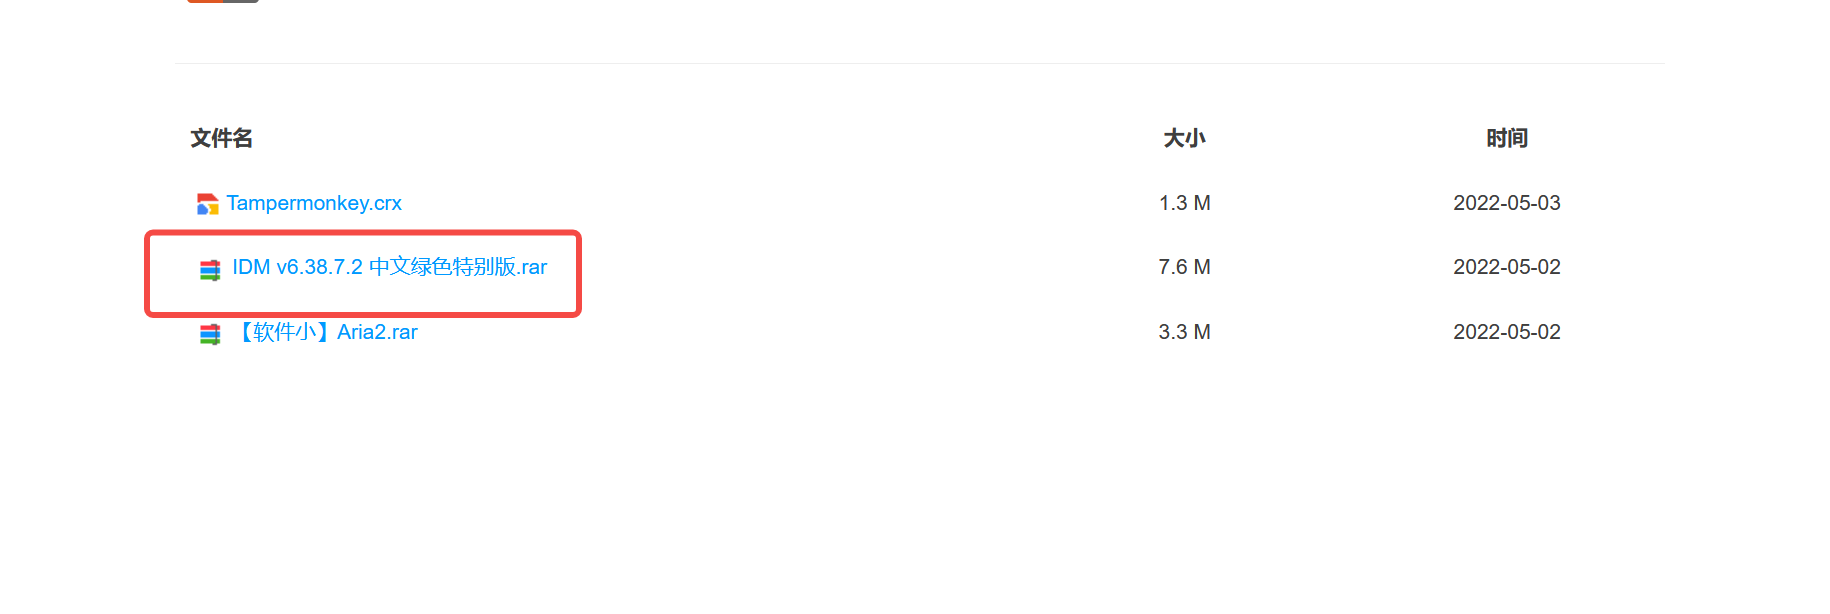 文件名 大小 时间
Tampermonkey.crx 1.3 M 2022-05-03
IDM v6.38.7.2 中文绿色特别版.rar 7.6 M 2022-05-02
【软件小】Aria2.rar 3.3 M 2022-05-02